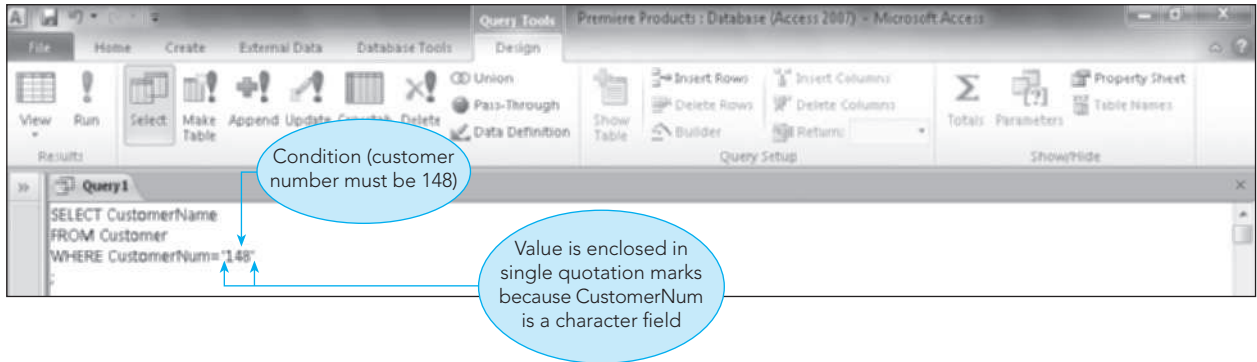 A
Query Tools
Premiere Products : Database (Access 2007) - Microsoft Access
File Home Create External Data Database Tools Design
View
Run
Select
Make Table
Append
Update
Crosstab
Delete
Union
Pass-Through
Data Definition
Show Table
Insert Rows
Delete Rows
Builder
Insert Columns
Delete Columns
Return:
Totals
Parameters
Property Sheet
Table Names
Results
Query Setup
Show/Hide
Condition (customer
number must be 148)
Query1
SELECT CustomerName
FROM Customer
WHERE CustomerNum='148'
;
Value is enclosed in
single quotation marks
because CustomerNum
is a character field